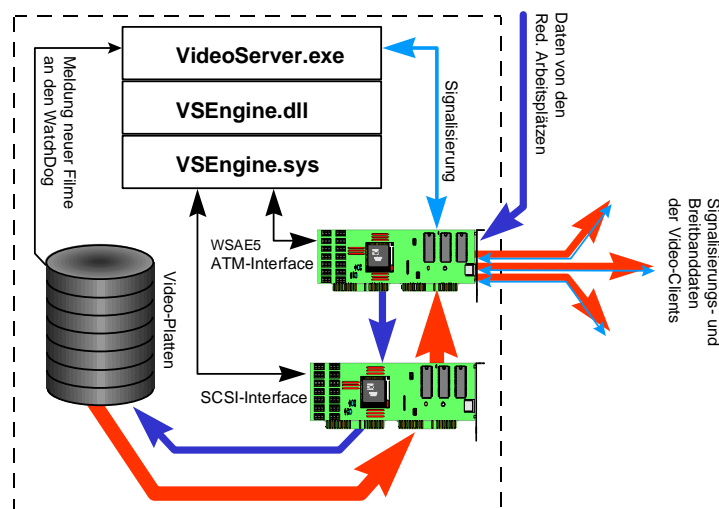 VideoServer.exe
VSEngine.dll
VSEngine.sys
Meldung neuer Filme
an den WatchDog
Signalisierung
Daten von den
Red. Arbeitsplätzen
WSAE5
ATM-Interface
Signalisierungs- und
Breitbanddaten
der Video-Clients
Video-Platten
SCSI-Interface